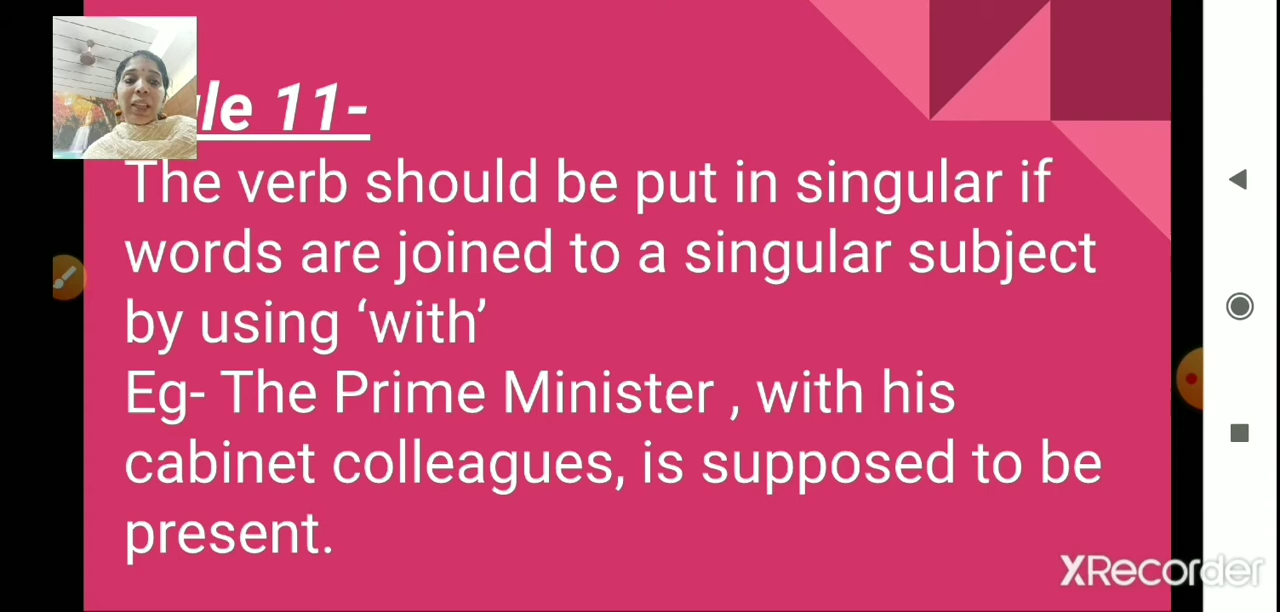 ule 11-
The verb should be put in singular if
words are joined to a singular subject
by using ‘with’
Eg- The Prime Minister , with his
cabinet colleagues, is supposed to be
present.
XRecorder